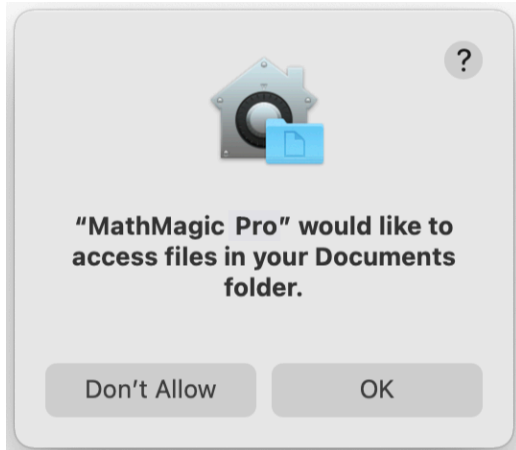 ?
“MathMagic Pro” would like to
access files in your Documents
folder.
Don’t Allow
OK